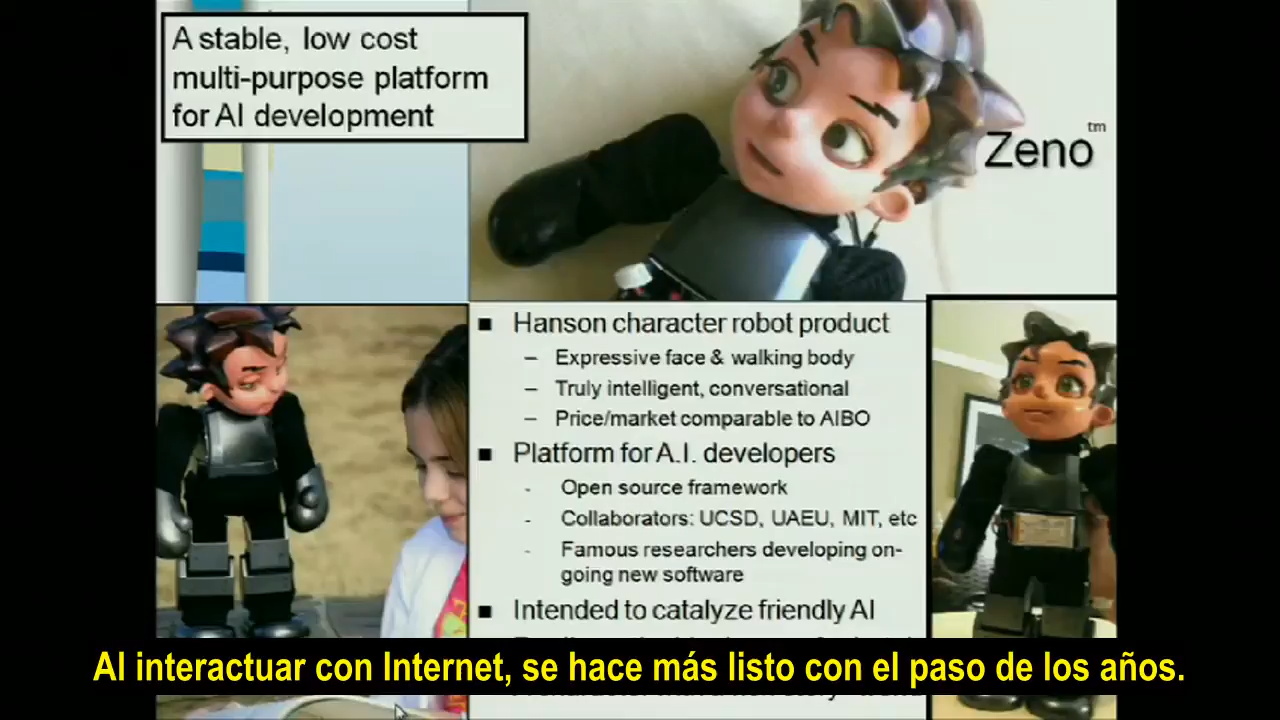 A stable, low cost
multi-purpose platform
for AI development
Zeno™
■ Hanson character robot product
– Expressive face & walking body
– Truly intelligent, conversational
– Price/market comparable to AIBO
■ Platform for A.I. developers
- Open source framework
- Collaborators: UCSD, UAEU, MIT, etc
- Famous researchers developing on-
going new software
■ Intended to catalyze friendly AI
Al interactuar con Internet, se hace más listo con el paso de los años.